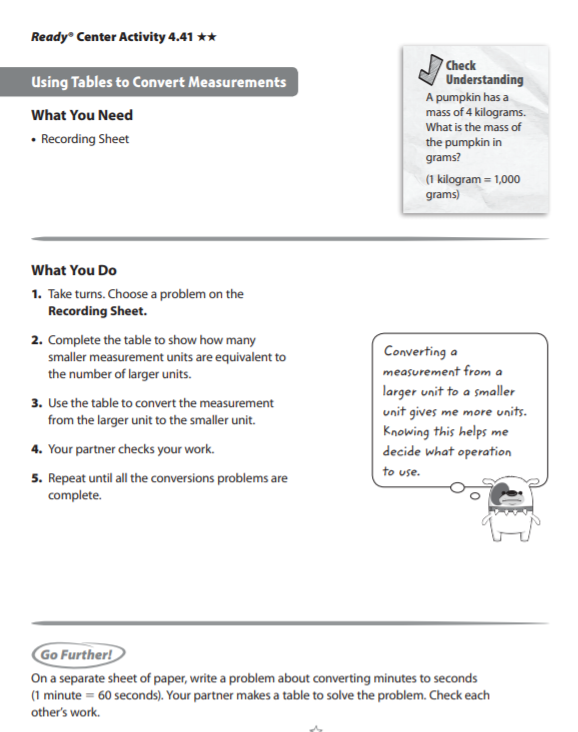 Ready® Center Activity 4.41 ★★
Using Tables to Convert Measurements
What You Need
• Recording Sheet
Check
Understanding
A pumpkin has a
mass of 4 kilograms.
What is the mass of
the pumpkin in
grams?
(1 kilogram = 1,000
grams)
What You Do
1. Take turns. Choose a problem on the
Recording Sheet.
2. Complete the table to show how many
smaller measurement units are equivalent to
the number of larger units.
3. Use the table to convert the measurement
from the larger unit to the smaller unit.
4. Your partner checks your work.
5. Repeat until all the conversions problems are
complete.
Converting a
measurement from a
larger unit to a smaller
unit gives me more units.
Knowing this helps me
decide what operation
to use.
Go Further!
On a separate sheet of paper, write a problem about converting minutes to seconds
(1 minute = 60 seconds). Your partner makes a table to solve the problem. Check each
other's work.